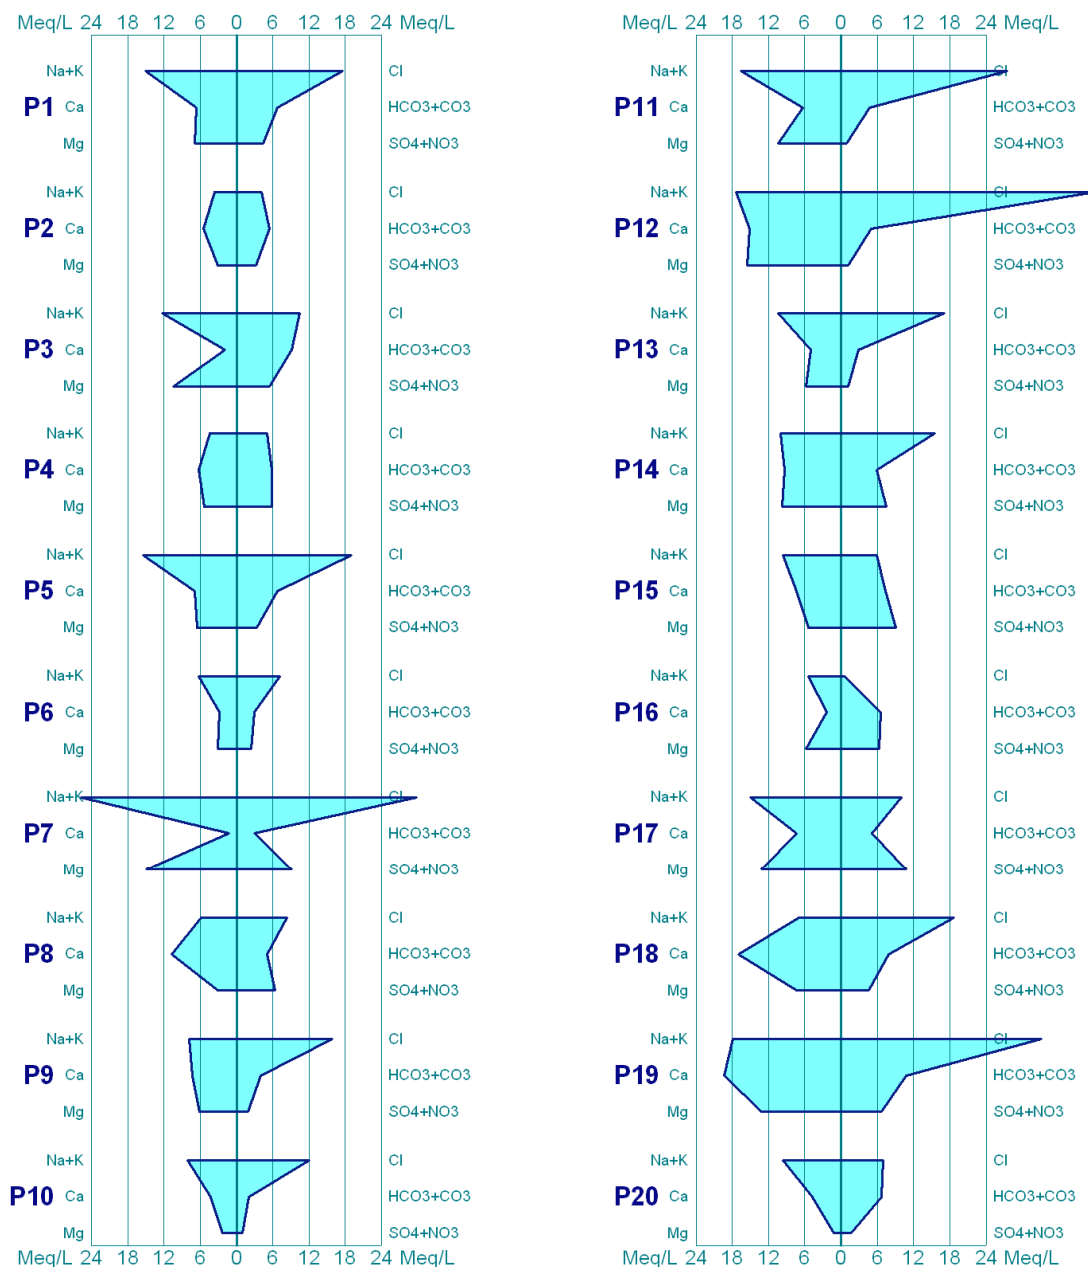 Meq/L 24 18 12 6 0 6 12 18 24 Meq/L
Na+K Cl
P1 Ca HCO3+CO3
Mg SO4+NO3
Na+K Cl
P2 Ca HCO3+CO3
Mg SO4+NO3
Na+K Cl
P3 Ca HCO3+CO3
Mg SO4+NO3
Na+K Cl
P4 Ca HCO3+CO3
Mg SO4+NO3
Na+K Cl
P5 Ca HCO3+CO3
Mg SO4+NO3
Na+K Cl
P6 Ca HCO3+CO3
Mg SO4+NO3
Na+K Cl
P7 Ca HCO3+CO3
Mg SO4+NO3
Na+K Cl
P8 Ca HCO3+CO3
Mg SO4+NO3
Na+K Cl
P9 Ca HCO3+CO3
Mg SO4+NO3
Na+K Cl
P10 Ca HCO3+CO3
Mg SO4+NO3
Meq/L 24 18 12 6 0 6 12 18 24 Meq/L
Meq/L 24 18 12 6 0 6 12 18 24 Meq/L
Na+K Cl
P11 Ca HCO3+CO3
Mg SO4+NO3
Na+K Cl
P12 Ca HCO3+CO3
Mg SO4+NO3
Na+K Cl
P13 Ca HCO3+CO3
Mg SO4+NO3
Na+K Cl
P14 Ca HCO3+CO3
Mg SO4+NO3
Na+K Cl
P15 Ca HCO3+CO3
Mg SO4+NO3
Na+K Cl
P16 Ca HCO3+CO3
Mg SO4+NO3
Na+K Cl
P17 Ca HCO3+CO3
Mg SO4+NO3
Na+K Cl
P18 Ca HCO3+CO3
Mg SO4+NO3
Na+K Cl
P19 Ca HCO3+CO3
Mg SO4+NO3
Na+K Cl
P20 Ca HCO3+CO3
Mg SO4+NO3
Meq/L 24 18 12 6 0 6 12 18 24 Meq/L